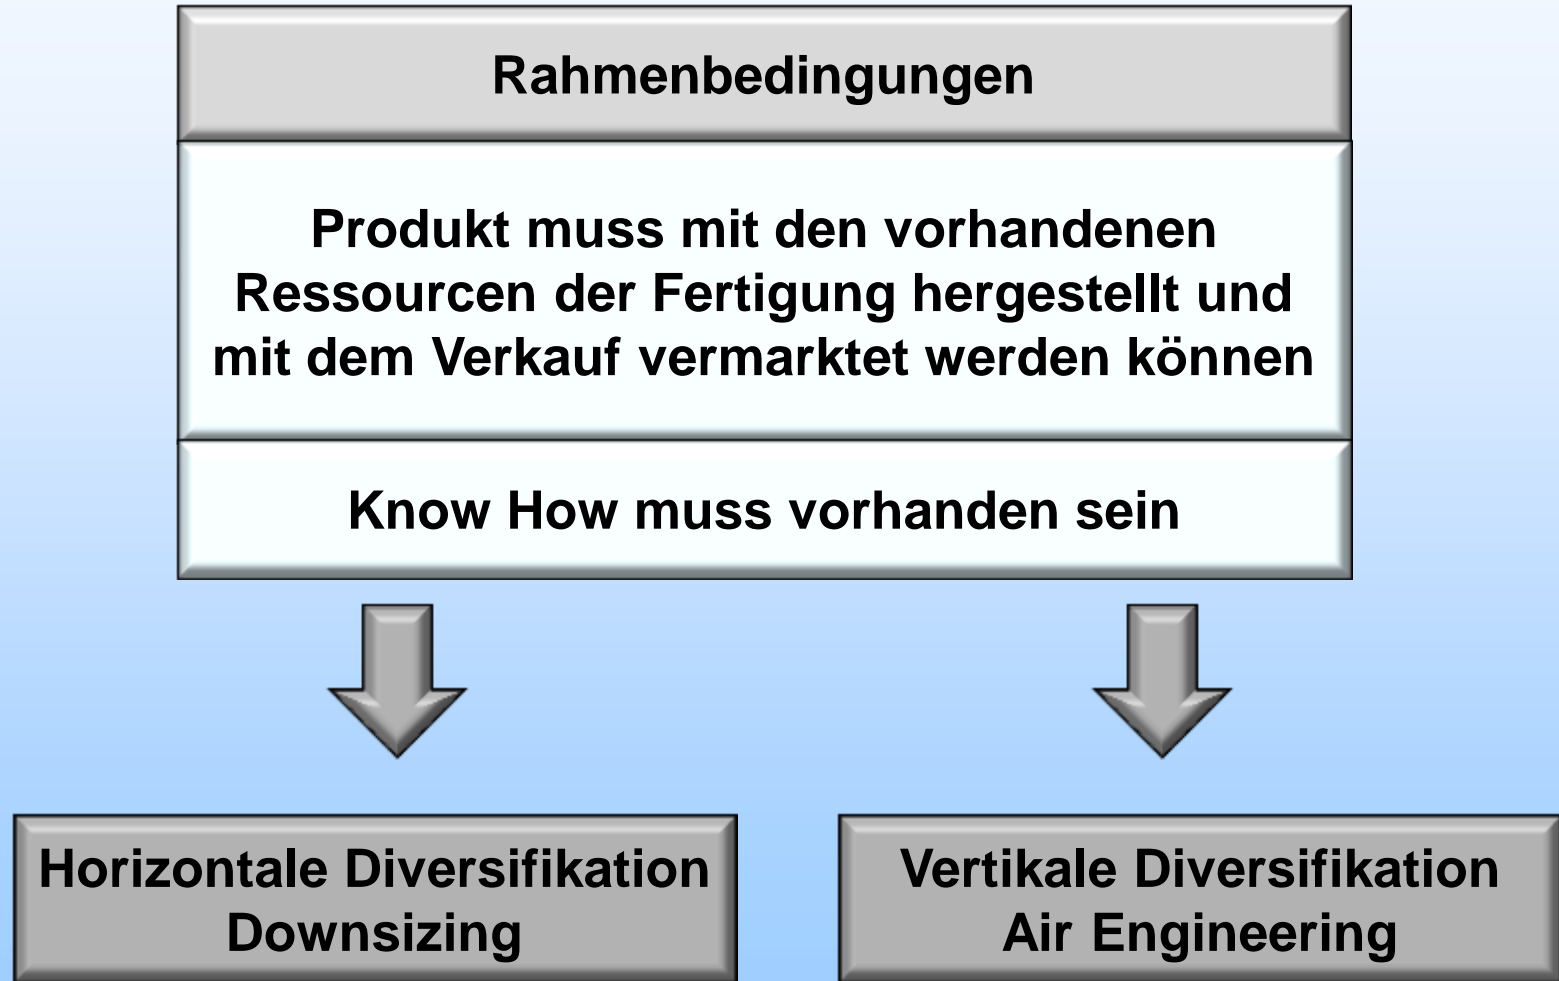 Rahmenbedingungen
Produkt muss mit den vorhandenen
Ressourcen der Fertigung hergestellt und
mit dem Verkauf vermarktet werden können
Know How muss vorhanden sein
Horizontale Diversifikation
Downsizing
Vertikale Diversifikation
Air Engineering